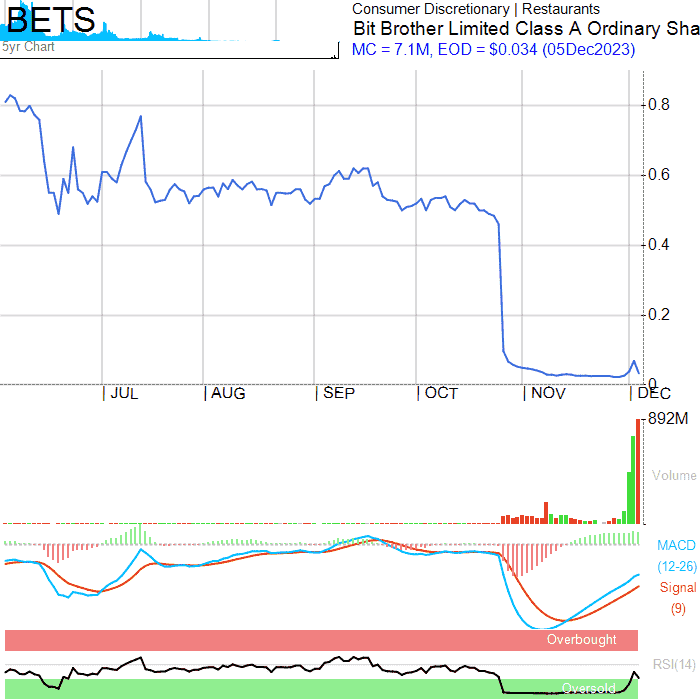 BETS
Consumer Discretionary | Restaurants
Bit Brother Limited Class A Ordinary Sha
MC = 7.1M, EOD = $0.034 (05Dec2023)
5yr Chart
0.8
0.6
0.4
0.2
0
JUL AUG SEP OCT NOV DEC
892M
Volume
MACD
(12-26)
Signal
(9)
Overbought
RSI(14)
Oversold